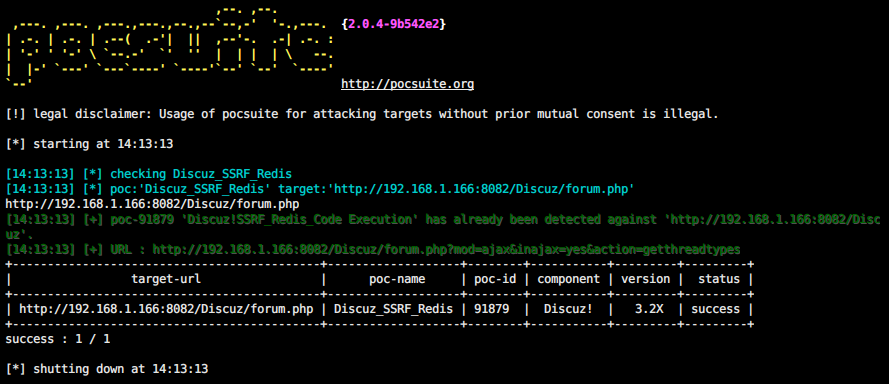 {2.0.4-9b542e2}
http://pocsuite.org
[!] legal disclaimer: Usage of pocsuite for attacking targets without prior mutual consent is illegal.
[*] starting at 14:13:13
[14:13:13] [*] checking Discuz_SSRF_Redis
[14:13:13] [*] poc:'Discuz_SSRF_Redis' target:'http://192.168.1.166:8082/Discuz/forum.php'
http://192.168.1.166:8082/Discuz/forum.php
[14:13:13] [+] poc-91879 'Discuz!SSRF_Redis_Code Execution' has already been detected against 'http://192.168.1.166:8082/Disc
uz'.
[14:13:13] [+] URL : http://192.168.1.166:8082/Discuz/forum.php?mod=ajax&inajax=yes&action=getthreadtypes
| target-url | poc-name | poc-id | component | version | status |
| http://192.168.1.166:8082/Discuz/forum.php | Discuz_SSRF_Redis | 91879 | Discuz! | 3.2X | success |
success : 1 / 1
[*] shutting down at 14:13:13